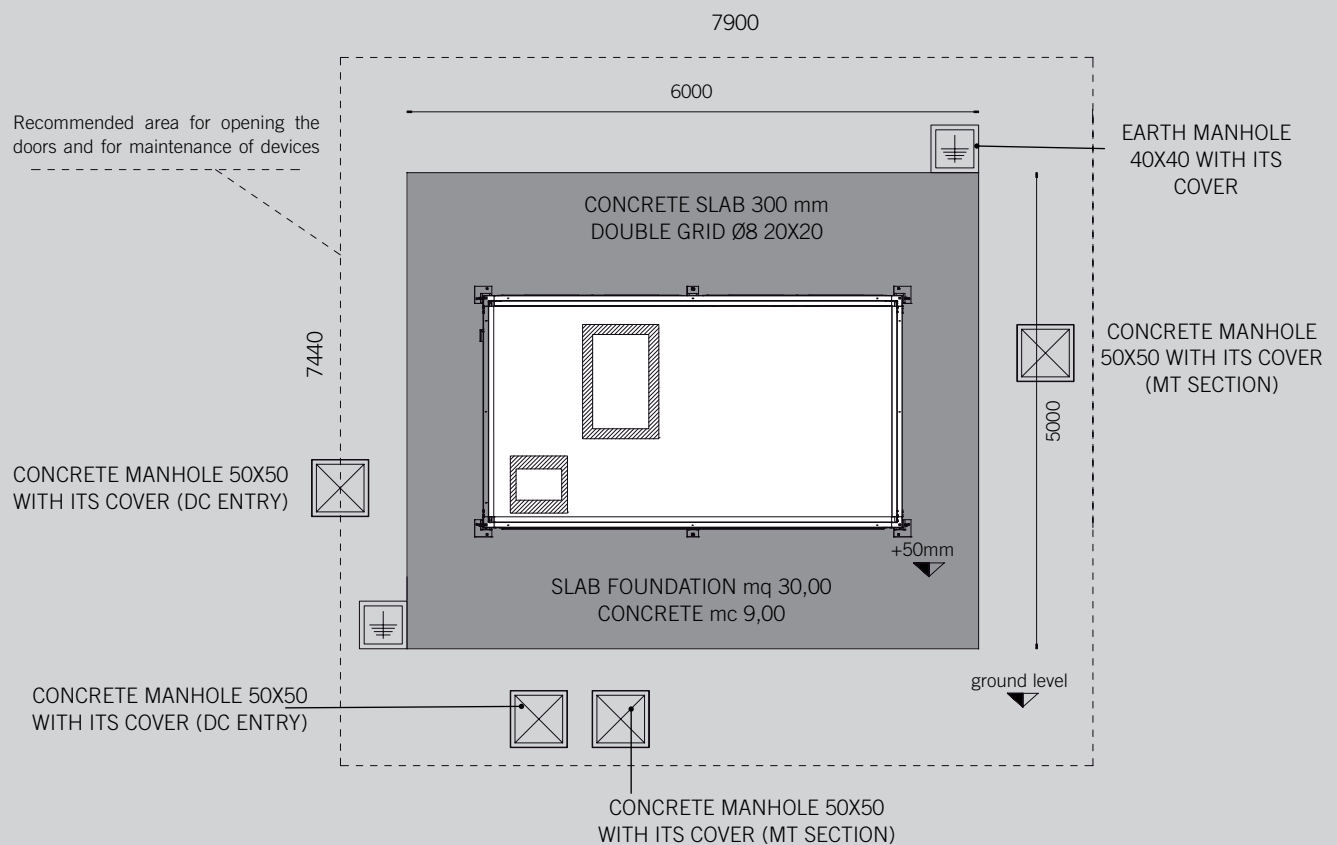 7900
6000
Recommended area for opening the
doors and for maintenance of devices
EARTH MANHOLE
40X40 WITH ITS
COVER
CONCRETE SLAB 300 mm
DOUBLE GRID Ø8 20X20
7440
CONCRETE MANHOLE
50X50 WITH ITS COVER
(MT SECTION)
5000
CONCRETE MANHOLE 50X50
WITH ITS COVER (DC ENTRY)
+50mm
SLAB FOUNDATION mq 30,00
CONCRETE mc 9,00
ground level
CONCRETE MANHOLE 50X50
WITH ITS COVER (DC ENTRY)
CONCRETE MANHOLE 50X50
WITH ITS COVER (MT SECTION)